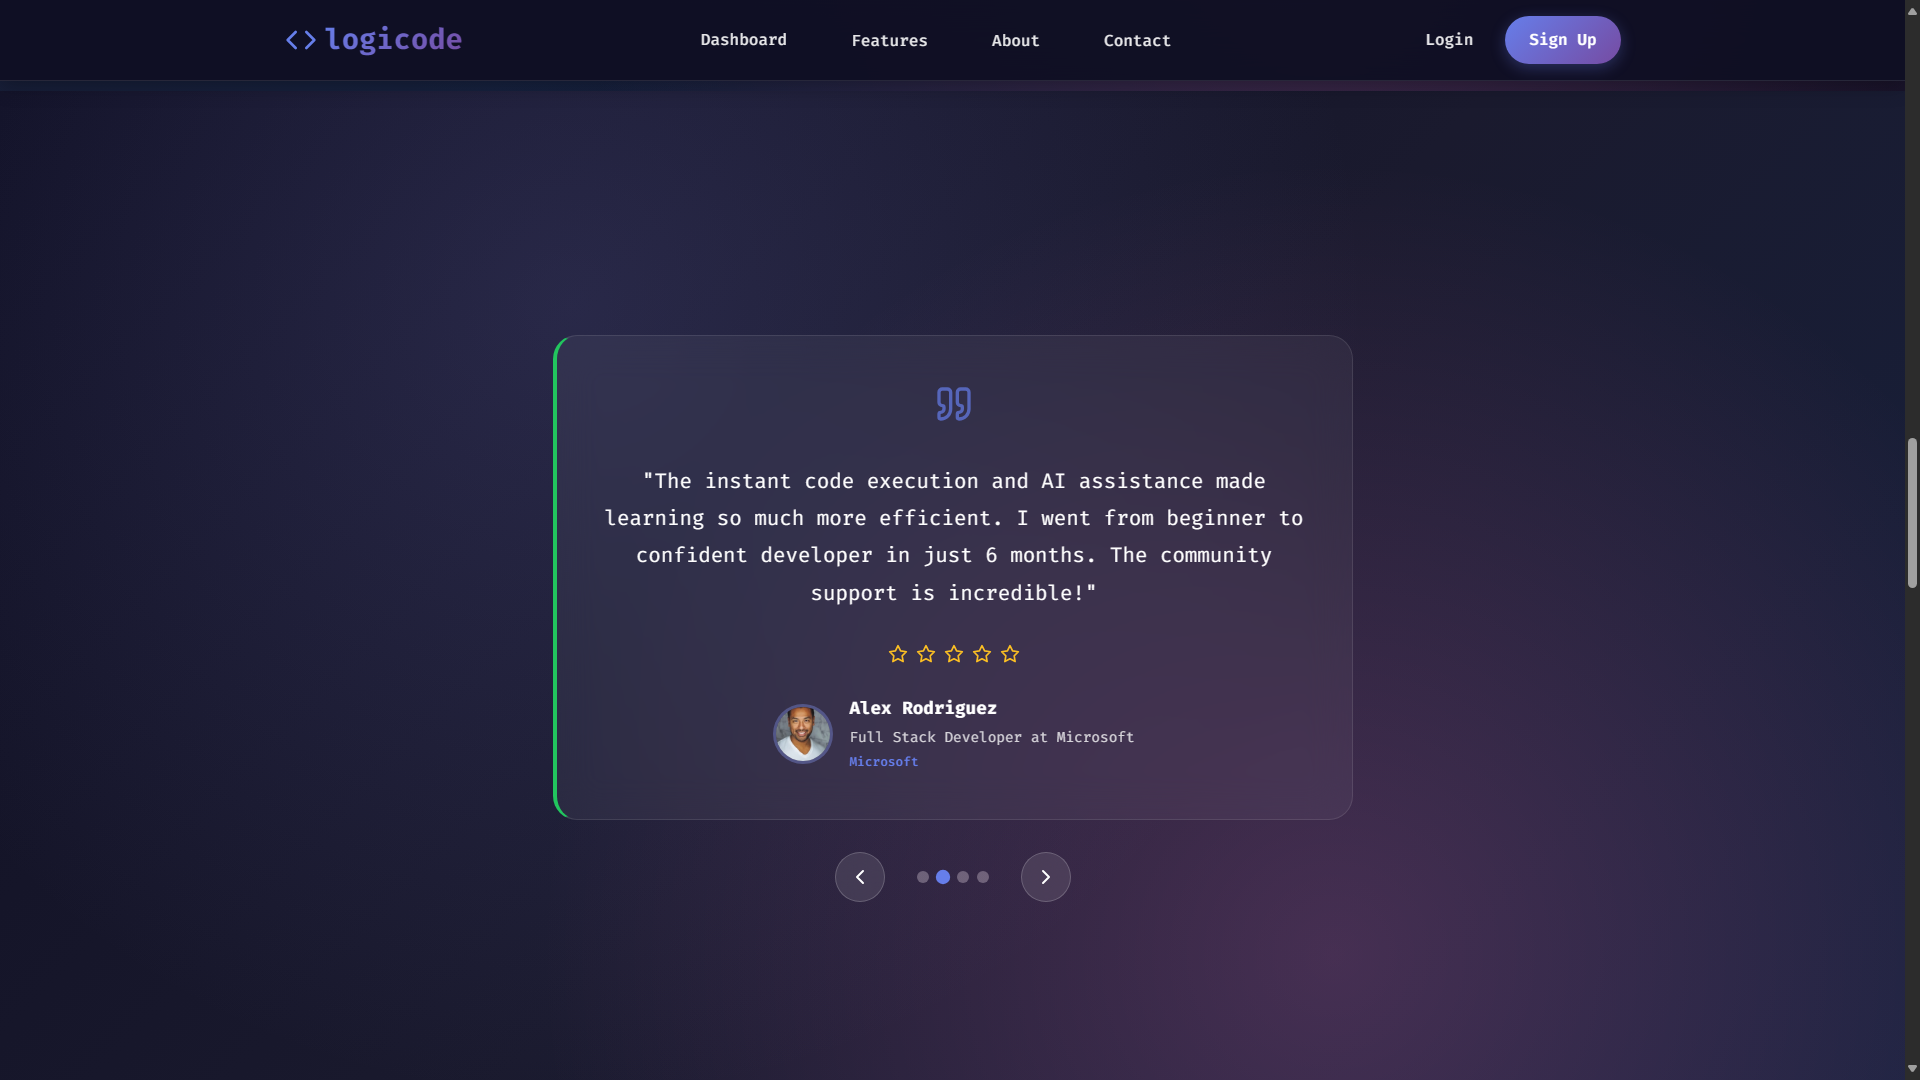 logicode
Dashboard
Features
About
Contact
Login
Sign Up
"The instant code execution and AI assistance made
learning so much more efficient. I went from beginner to
confident developer in just 6 months. The community
support is incredible!"
Alex Rodriguez
Full Stack Developer at Microsoft
Microsoft